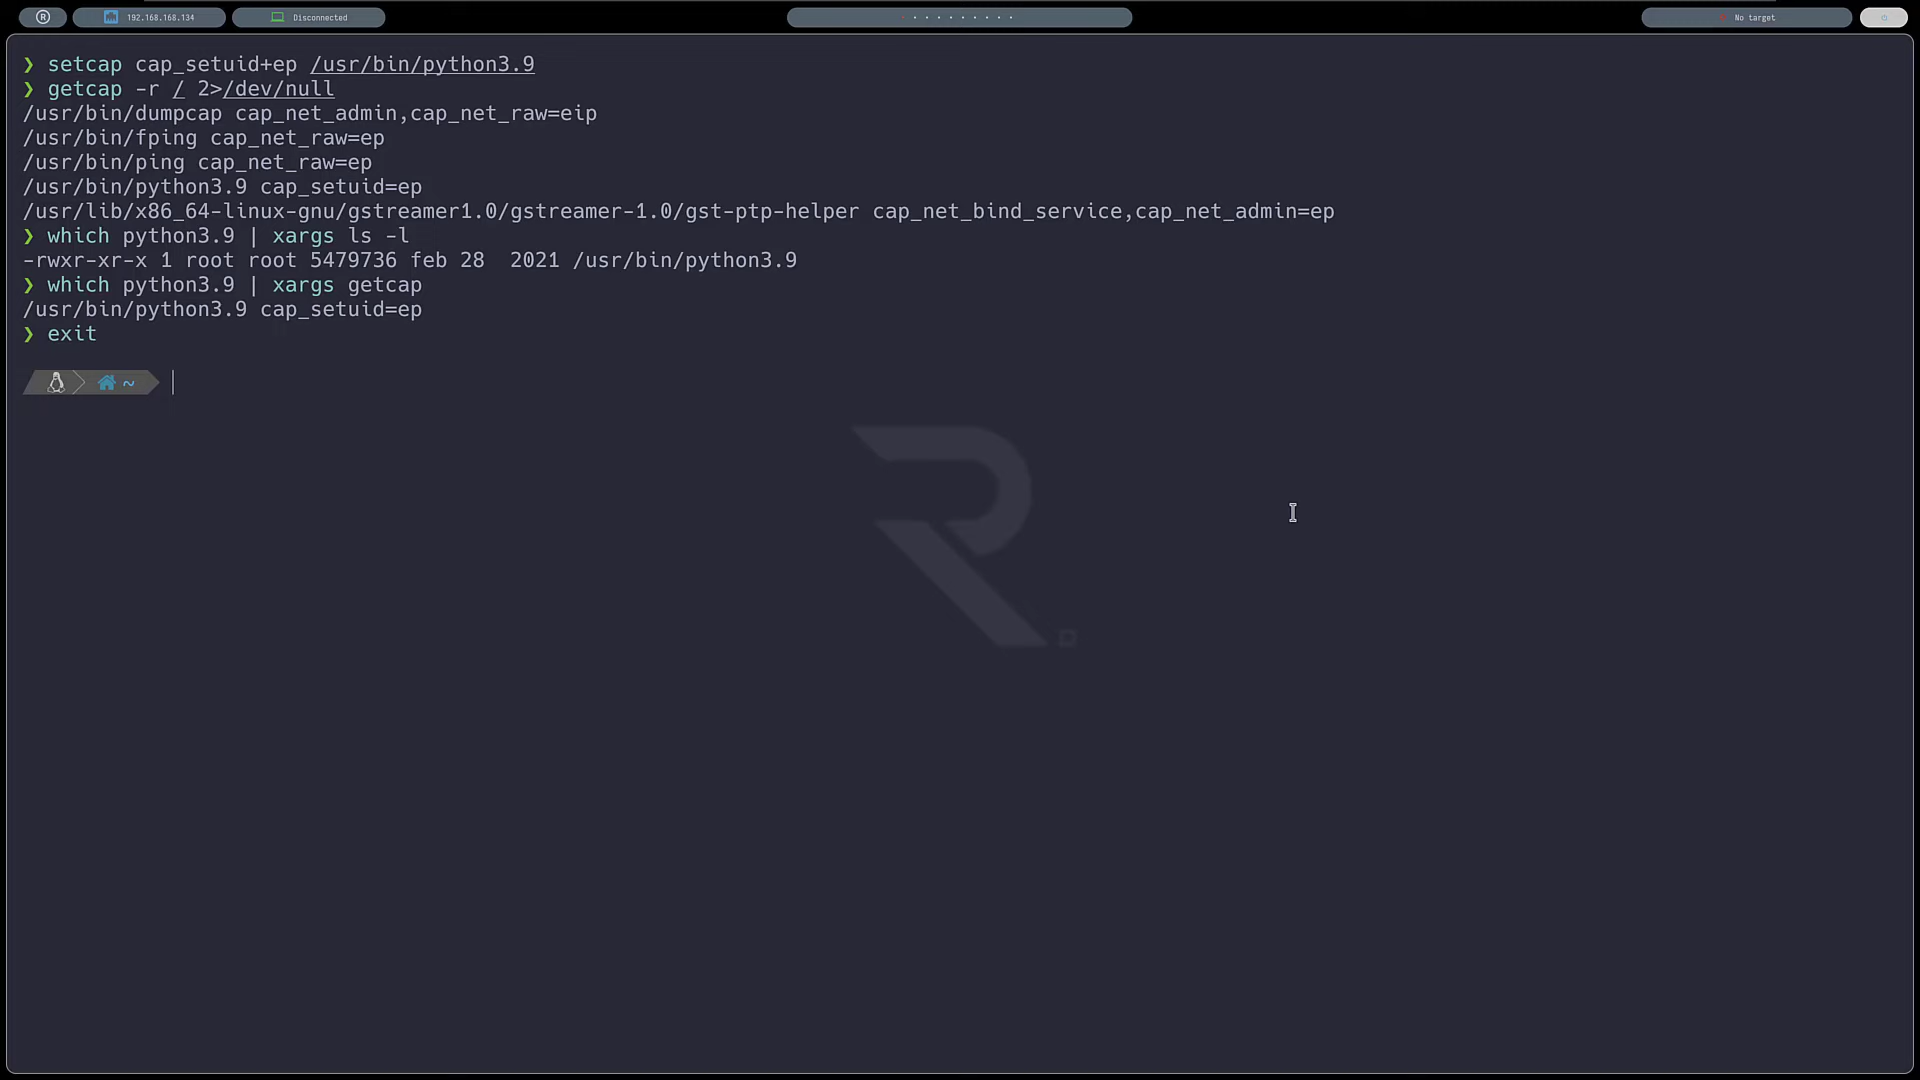 R 192.168.168.134 Disconnected No target
❯ setcap cap_setuid+ep /usr/bin/python3.9
❯ getcap -r / 2>/dev/null
/usr/bin/dumpcap cap_net_admin,cap_net_raw=eip
/usr/bin/fping cap_net_raw=ep
/usr/bin/ping cap_net_raw=ep
/usr/bin/python3.9 cap_setuid=ep
/usr/lib/x86_64-linux-gnu/gstreamer1.0/gstreamer-1.0/gst-ptp-helper cap_net_bind_service,cap_net_admin=ep
❯ which python3.9 | xargs ls -l
-rwxr-xr-x 1 root root 5479736 feb 28  2021 /usr/bin/python3.9
❯ which python3.9 | xargs getcap
/usr/bin/python3.9 cap_setuid=ep
❯ exit
~
R